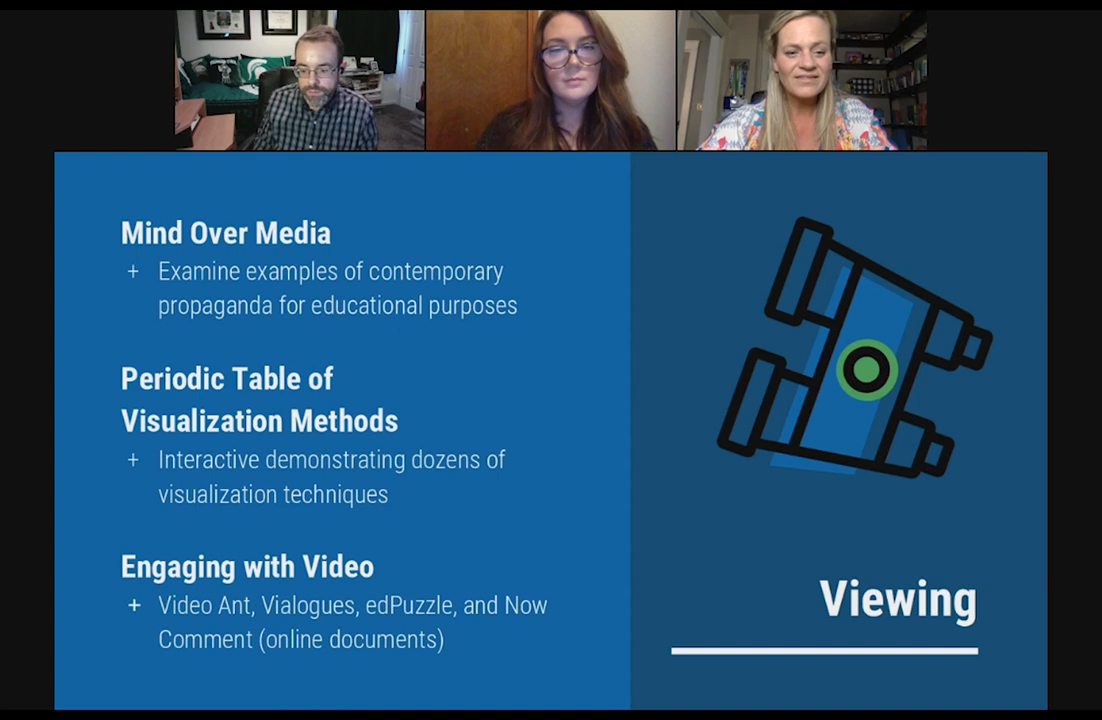 Mind Over Media
+ Examine examples of contemporary
propaganda for educational purposes
Periodic Table of
Visualization Methods
+ Interactive demonstrating dozens of
visualization techniques
Engaging with Video
+ Video Ant, Vialogues, edPuzzle, and Now
Comment (online documents)
Viewing